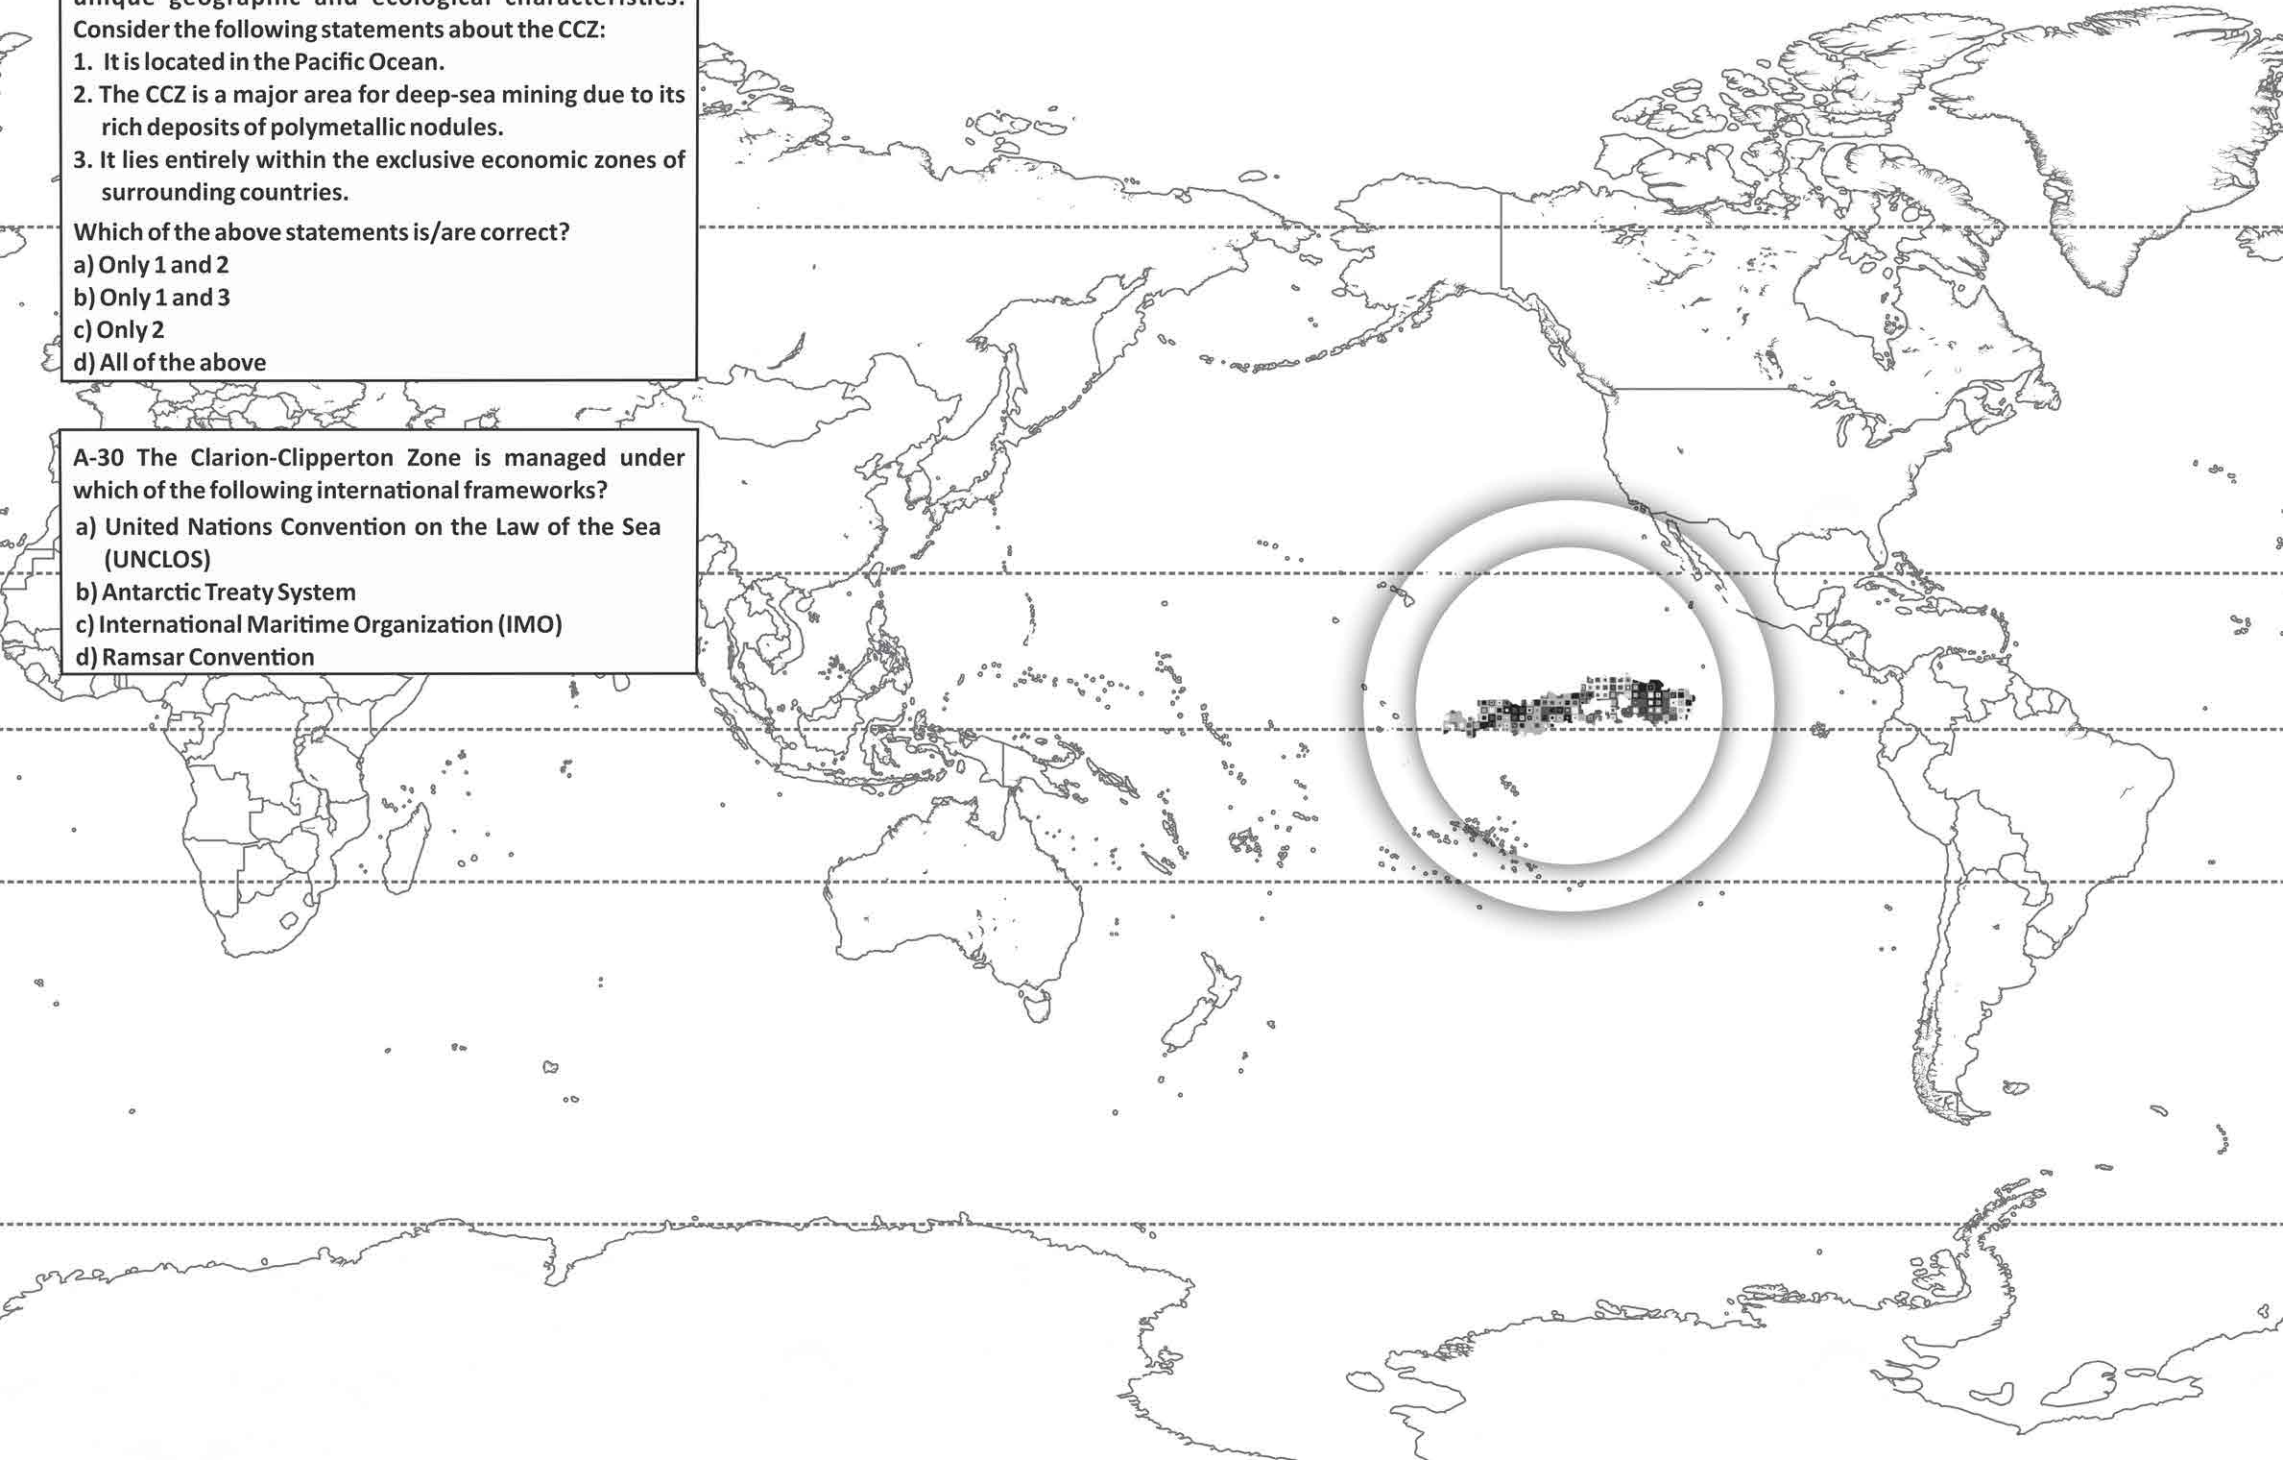 unique geographic and ecological characteristics.
Consider the following statements about the CCZ:
1. It is located in the Pacific Ocean.
2. The CCZ is a major area for deep-sea mining due to its
rich deposits of polymetallic nodules.
3. It lies entirely within the exclusive economic zones of
surrounding countries.
Which of the above statements is/are correct?
a) Only 1 and 2
b) Only 1 and 3
c) Only 2
d) All of the above
A-30 The Clarion-Clipperton Zone is managed under
which of the following international frameworks?
a) United Nations Convention on the Law of the Sea
(UNCLOS)
b) Antarctic Treaty System
c) International Maritime Organization (IMO)
d) Ramsar Convention